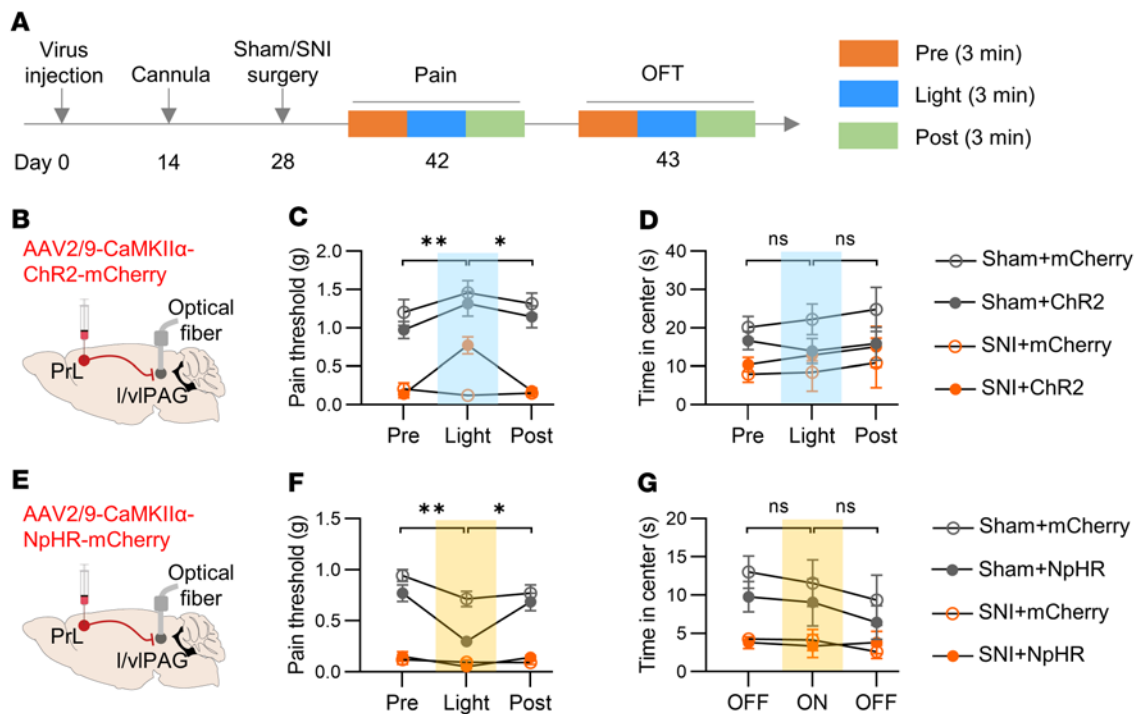 A
Virus
injection
Cannula
Sham/SNI
surgery
Pain
OFT
Day 0
14
28
42
43
Pre (3 min)
Light (3 min)
Post (3 min)
B
AAV2/9-CaMKIIα-
ChR2-mCherry
Optical
fiber
PrL
l/vlPAG
C
Pain threshold (g)
2.0
1.5
1.0
0.5
0.0
**
*
Pre
Light
Post
D
Time in center (s)
40
30
20
10
0
ns
ns
Pre
Light
Post
Sham+mCherry
Sham+ChR2
SNI+mCherry
SNI+ChR2
E
AAV2/9-CaMKIIα-
NpHR-mCherry
Optical
fiber
PrL
l/vlPAG
F
Pain threshold (g)
1.5
1.0
0.5
0.0
**
*
Pre
Light
Post
G
Time in center (s)
20
15
10
5
0
ns
ns
OFF
ON
OFF
Sham+mCherry
Sham+NpHR
SNI+mCherry
SNI+NpHR